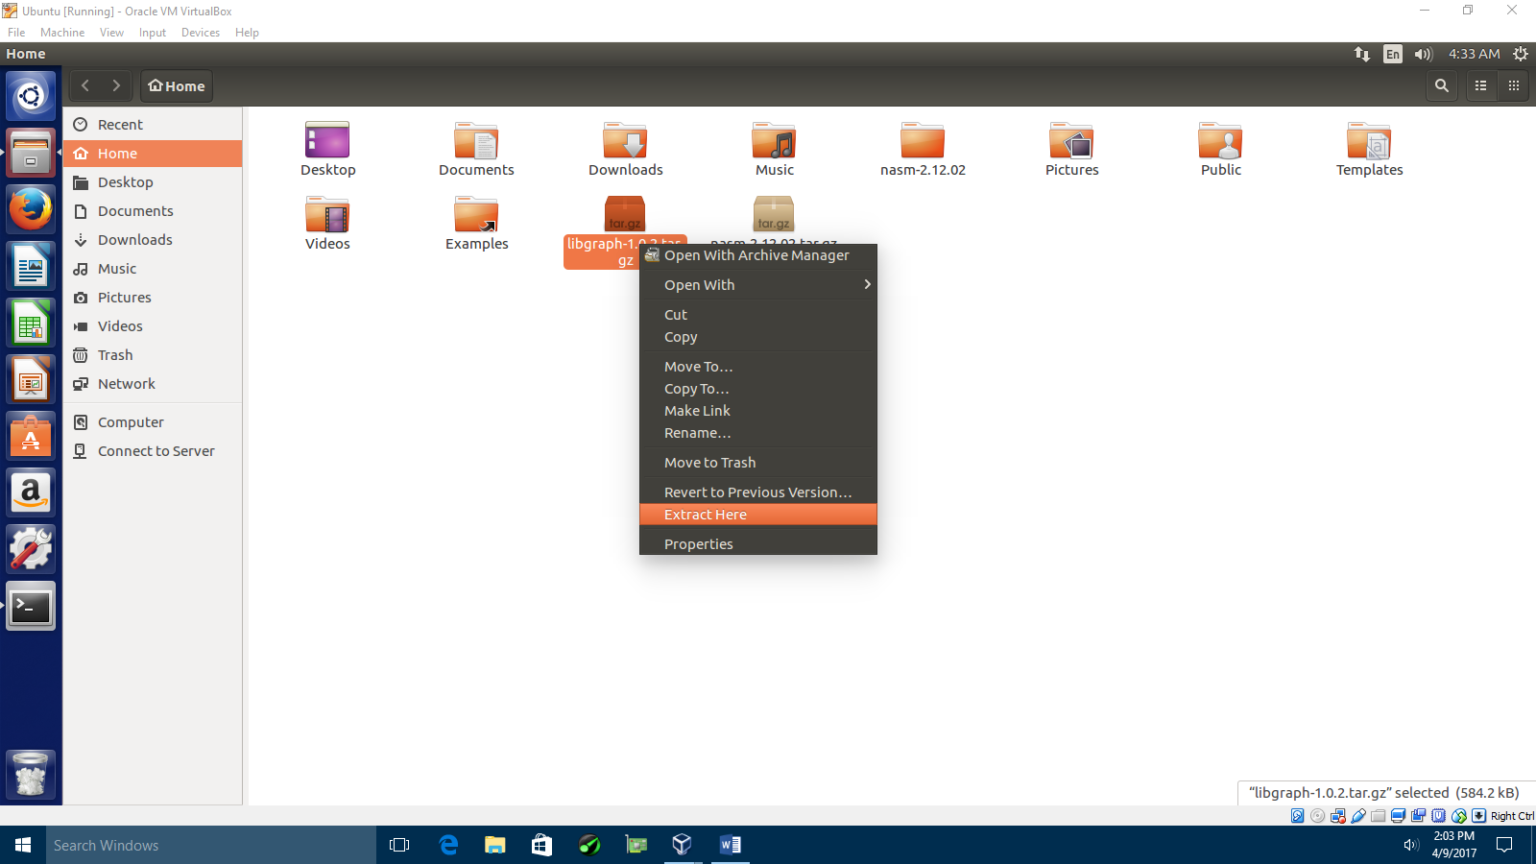 Ubuntu [Running] - Oracle VM VirtualBox
File Machine View Input Devices Help
Home
En
4:33 AM
Home
Recent
Home
Desktop
Documents
Downloads
Music
Pictures
Videos
Trash
Network
Computer
Connect to Server
Desktop Documents Downloads Music nasm-2.12.02 Pictures Public Templates
tar.gz tar.gz
Videos Examples libgraph-1.0.2.tar.
gz
nasm-2.12.02.tar.gz
Open With Archive Manager
Open With
Cut
Copy
Move To...
Copy To...
Make Link
Rename...
Move to Trash
Revert to Previous Version...
Extract Here
Properties
"libgraph-1.0.2.tar.gz" selected (584.2 kB)
Right Ctrl
Search Windows
2:03 PM
4/9/2017